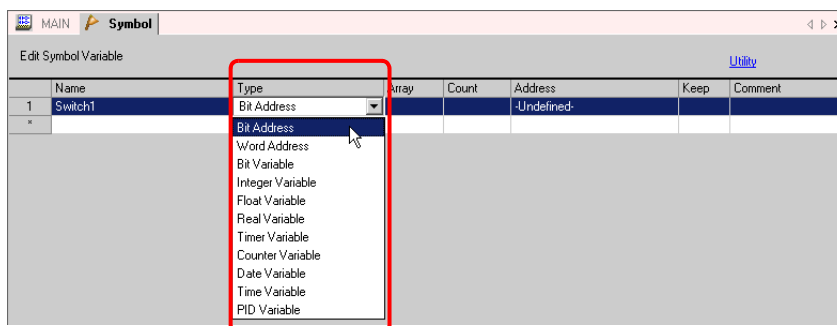 MAIN Symbol
Edit Symbol Variable
Utility
Name Type Array Count Address Keep Comment
1 Switch1 Bit Address -Undefined-
*
Bit Address
Word Address
Bit Variable
Integer Variable
Float Variable
Real Variable
Timer Variable
Counter Variable
Date Variable
Time Variable
PID Variable